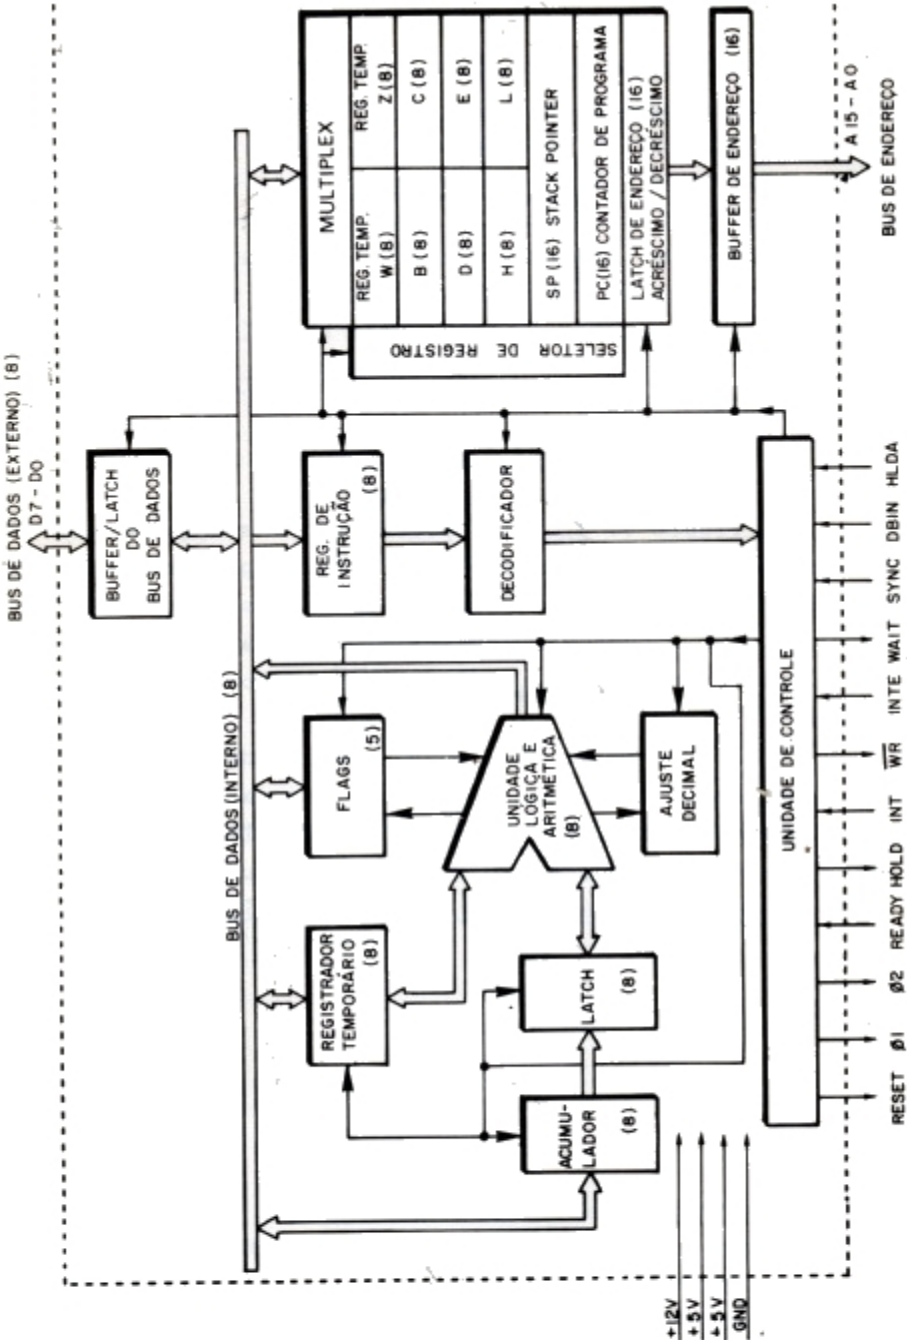 BUS DE DADOS (EXTERNO) (8)
D7 - D0
BUFFER/LATCH
DO
BUS DE DADOS
BUS DE DADOS (INTERNO) (8)
REGISTRADOR
TEMPORÁRIO
(8)
FLAGS
(5)
REG. DE
INSTRUÇÃO
(8)
MULTIPLEX
REG. TEMP.
W (8)
REG. TEMP.
Z (8)
B (8)
C (8)
D (8)
E (8)
H (8)
L (8)
SP (16) STACK POINTER
PC(16) CONTADOR DE PROGRAMA
LATCH DE ENDEREÇO (16)
ACRÉSCIMO / DECRÉSCIMO
SELETOR DE REGISTRO
ACUMU-
LADOR
(8)
LATCH
(8)
UNIDADE
LÓGICA E
ARITMÉTICA
(8)
DECODIFICADOR
AJUSTE
DECIMAL
BUFFER DE ENDEREÇO (16)
UNIDADE DE CONTROLE
A 15 - A 0
BUS DE ENDEREÇO
+12V
+5V
+5V
GND
RESET Ø1 Ø2 READY HOLD INT WR INTE WAIT SYNC DBIN HLDA